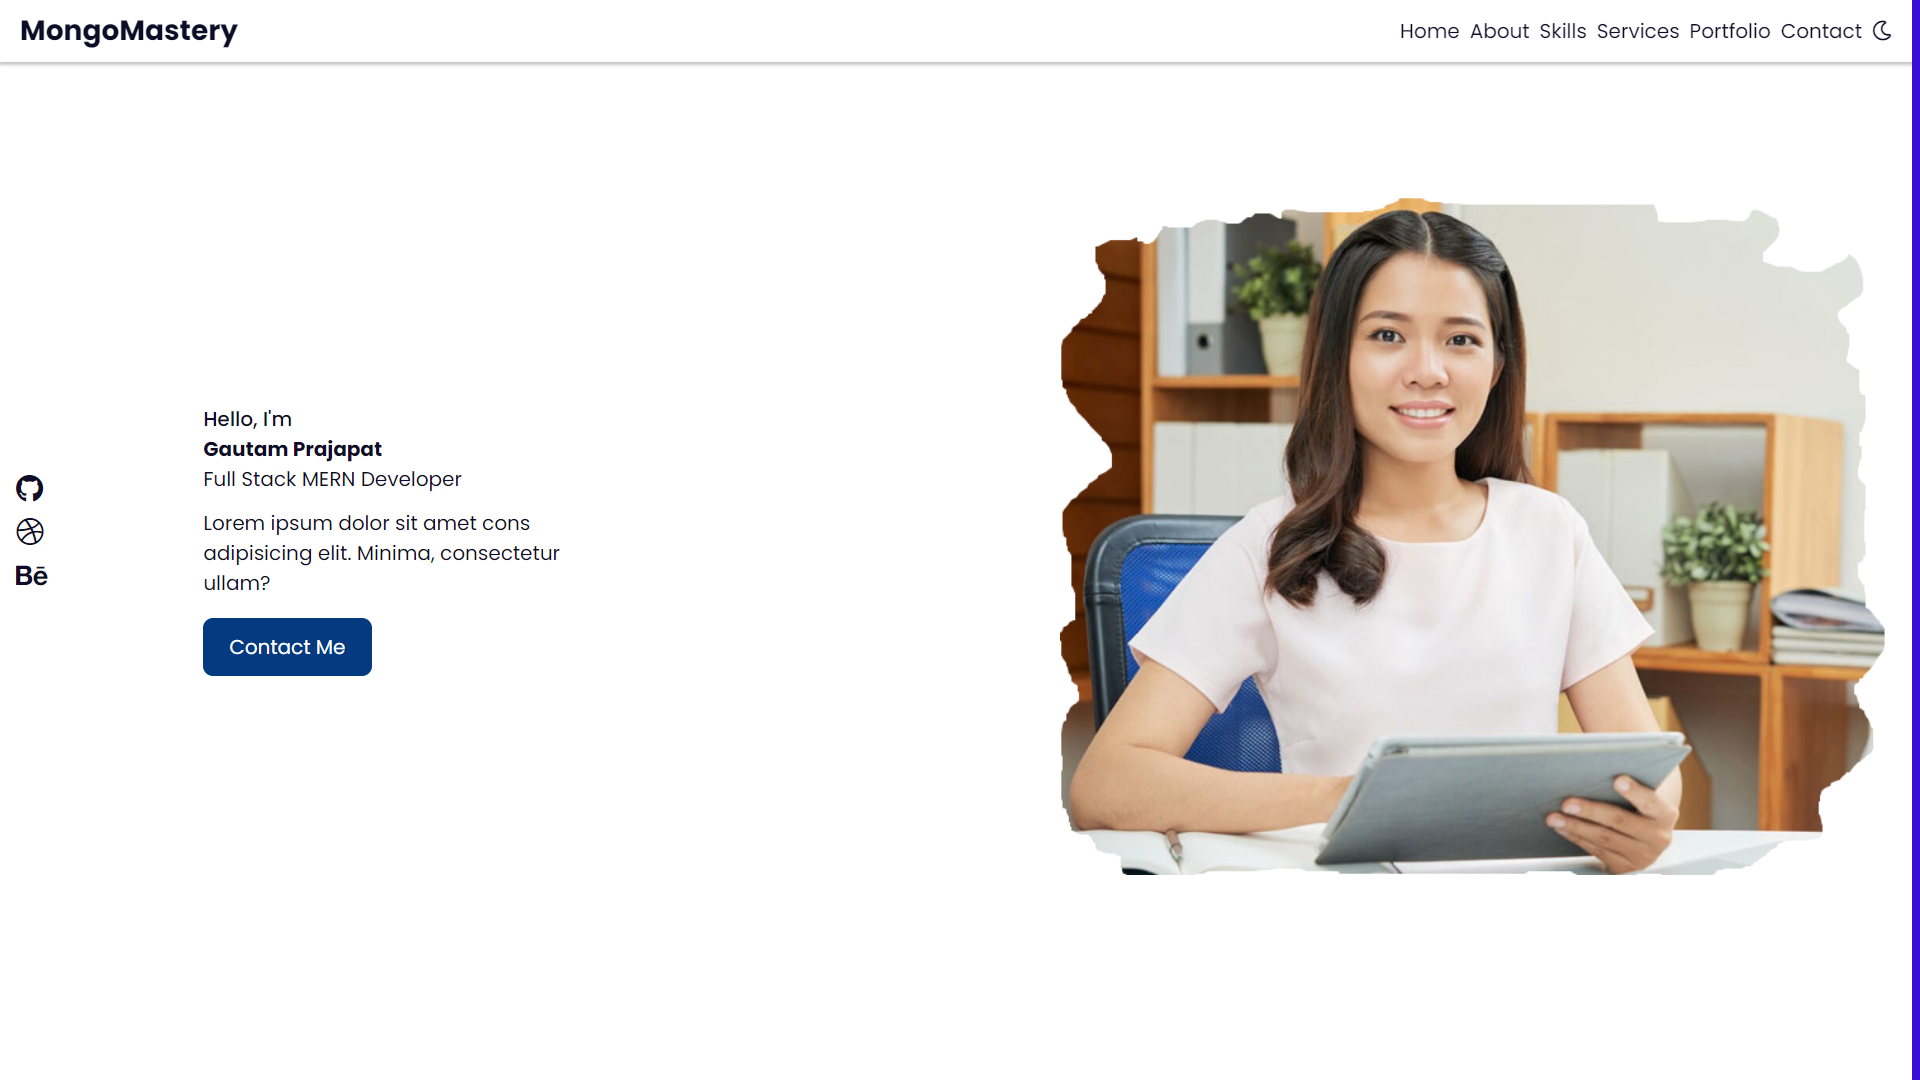 MongoMastery
Home About Skills Services Portfolio Contact
Hello, I'm
Gautam Prajapat
Full Stack MERN Developer
Lorem ipsum dolor sit amet cons
adipisicing elit. Minima, consectetur
ullam?
Contact Me
Bē